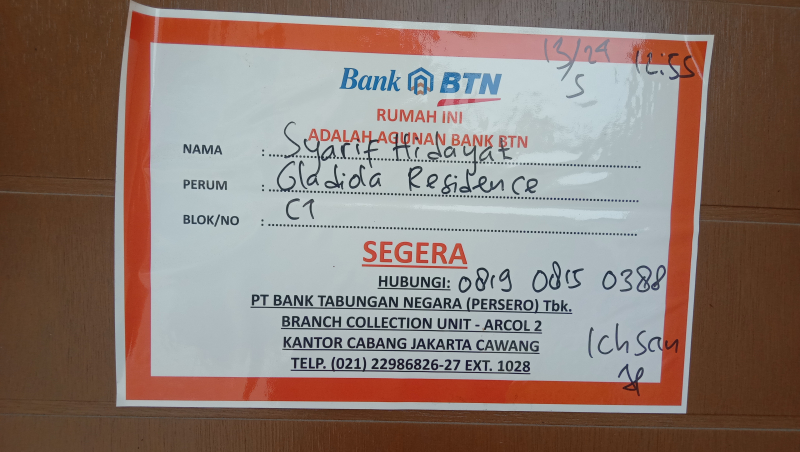 13/24 12:55
5
Bank BTN
RUMAH INI
ADALAH AGUNAN BANK BTN
NAMA : Syarif Hidayat
PERUM : Gladida Residence
BLOK/NO : C1
SEGERA
HUBUNGI: 0819 0815 0388
PT BANK TABUNGAN NEGARA (PERSERO) Tbk.
BRANCH COLLECTION UNIT - ARCOL 2
KANTOR CABANG JAKARTA CAWANG
TELP. (021) 22986826-27 EXT. 1028
Ichsan